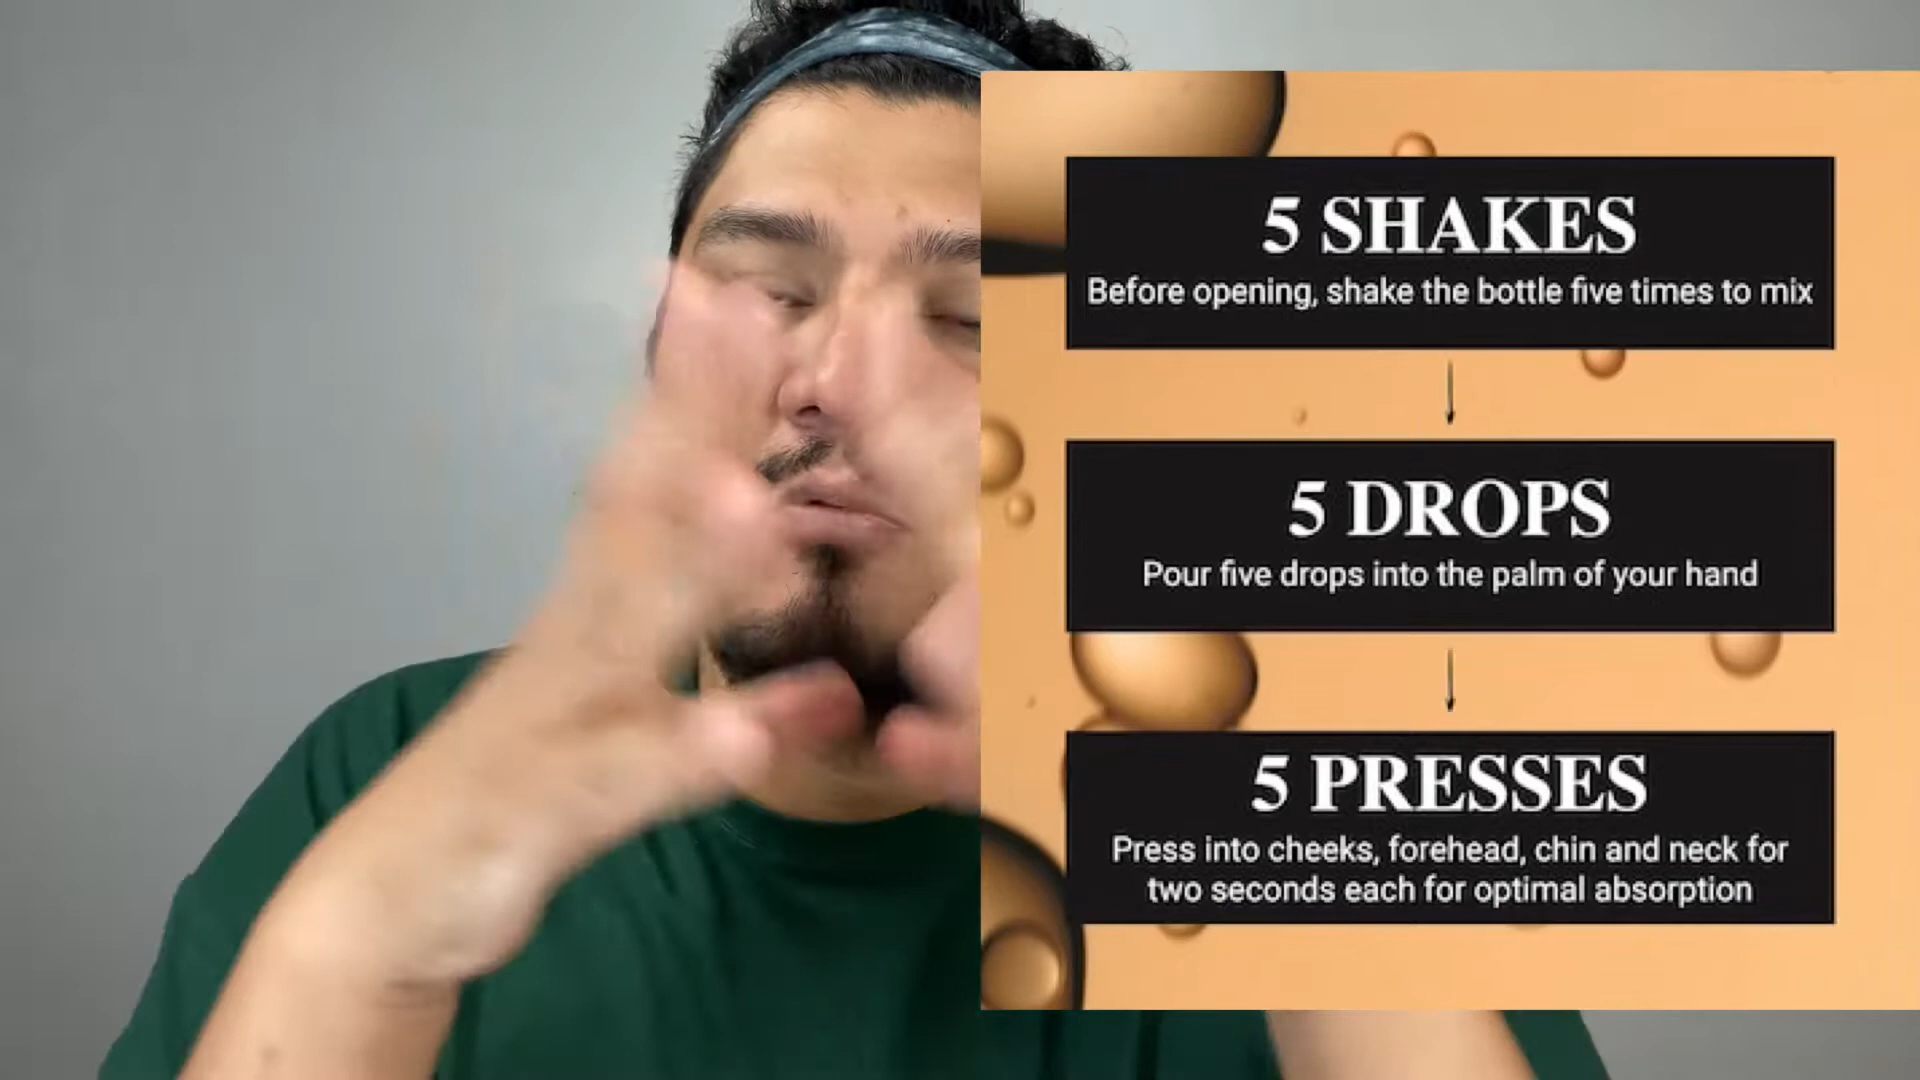 5 SHAKES
Before opening, shake the bottle five times to mix
5 DROPS
Pour five drops into the palm of your hand
5 PRESSES
Press into cheeks, forehead, chin and neck for
two seconds each for optimal absorption